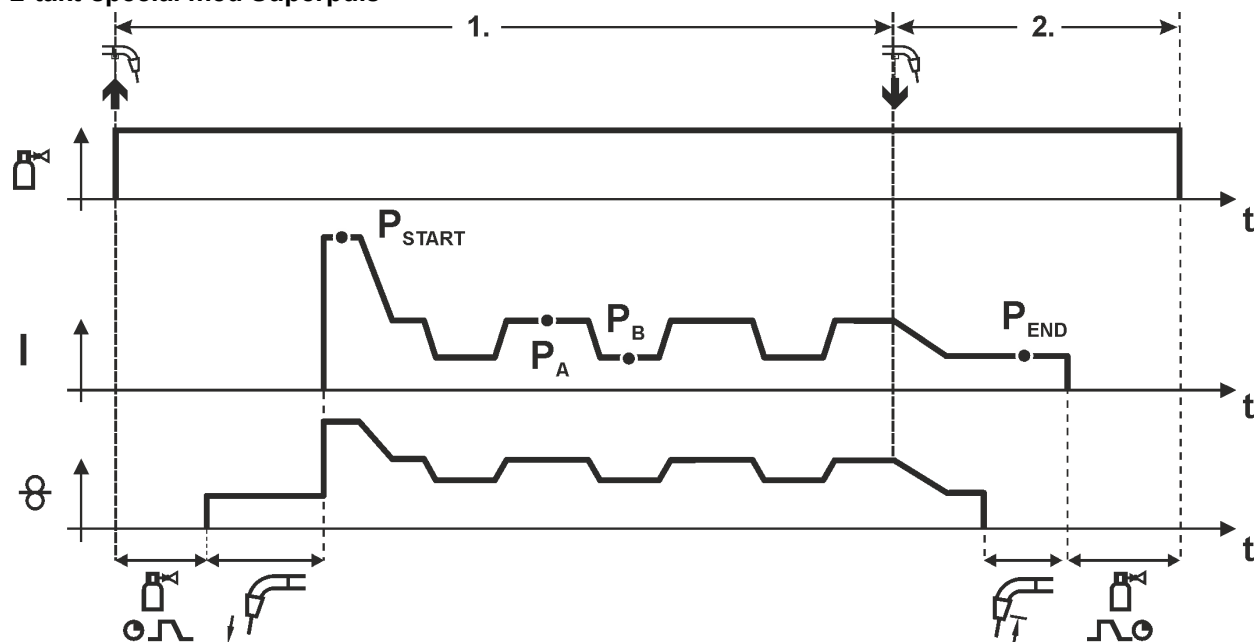 2-takt-special med Superpuls
1. 2.
t
P START
P B
P END
I
P A
t
t